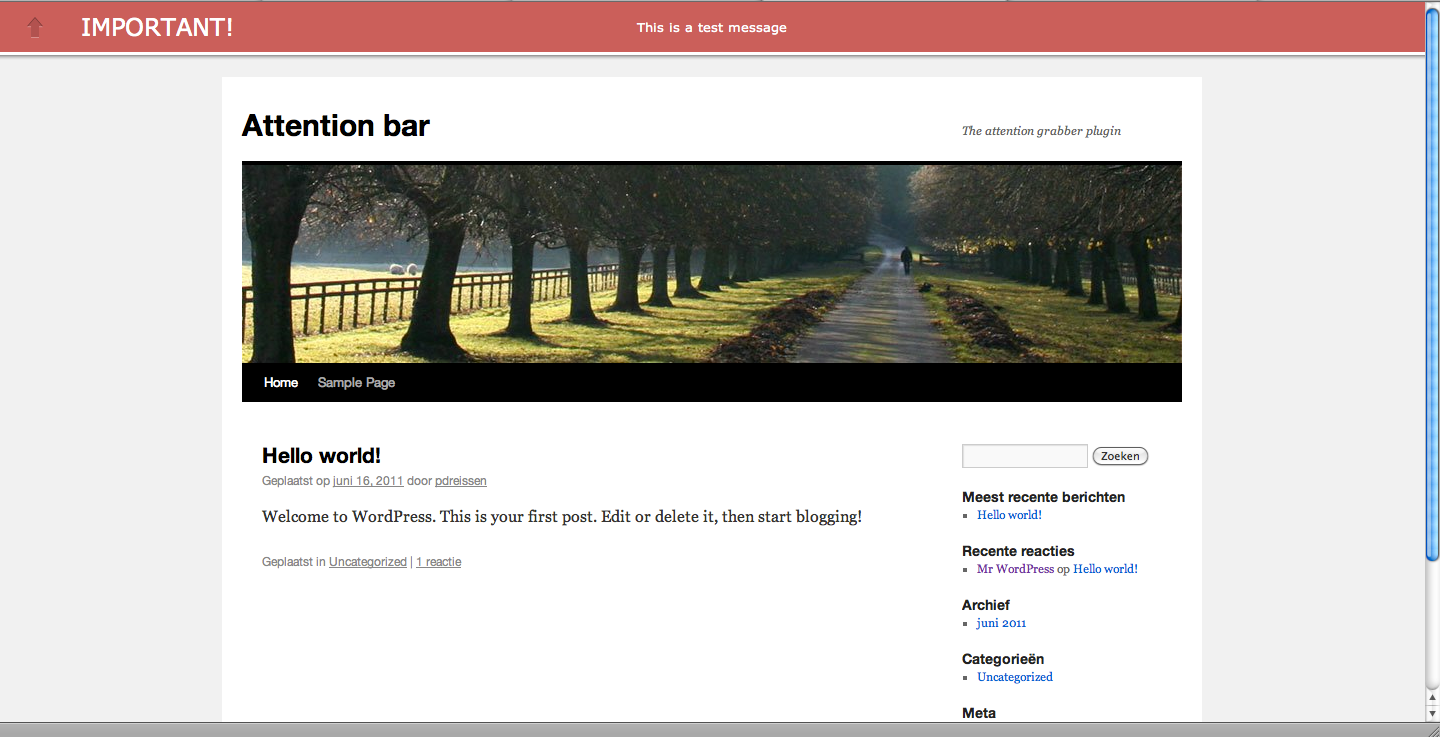 IMPORTANT!
This is a test message
Attention bar
The attention grabber plugin
Home
Sample Page
Hello world!
Geplaatst op juni 16, 2011 door pdreissen
Welcome to WordPress. This is your first post. Edit or delete it, then start blogging!
Geplaatst in Uncategorized | 1 reactie
Zoeken
Meest recente berichten
Hello world!
Recente reacties
Mr WordPress op Hello world!
Archief
juni 2011
Categorieën
Uncategorized
Meta